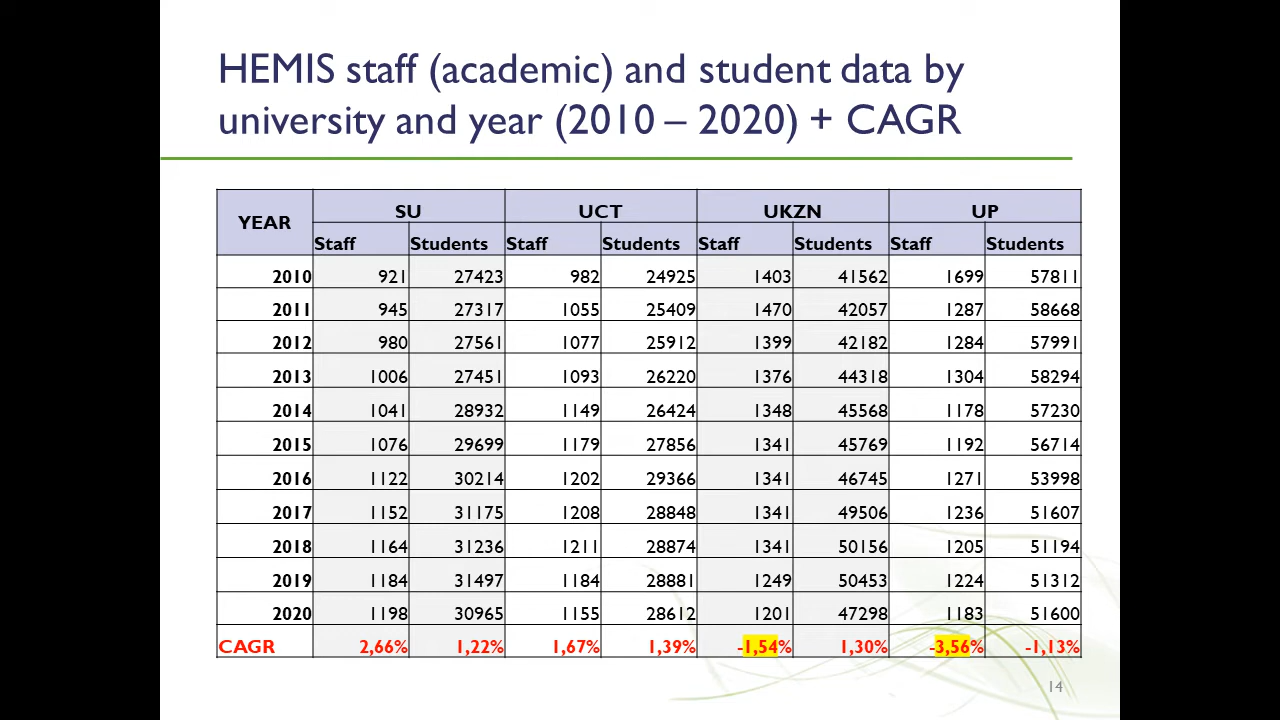 HEMIS staff (academic) and student data by
university and year (2010 – 2020) + CAGR
YEAR SU UCT UKZN UP
Staff Students Staff Students Staff Students Staff Students
2010 921 27423 982 24925 1403 41562 1699 57811
2011 945 27317 1055 25409 1470 42057 1287 58668
2012 980 27561 1077 25912 1399 42182 1284 57991
2013 1006 27451 1093 26220 1376 44318 1304 58294
2014 1041 28932 1149 26424 1348 45568 1178 57230
2015 1076 29699 1179 27856 1341 45769 1192 56714
2016 1122 30214 1202 29366 1341 46745 1271 53998
2017 1152 31175 1208 28848 1341 49506 1236 51607
2018 1164 31236 1211 28874 1341 50156 1205 51194
2019 1184 31497 1184 28881 1249 50453 1224 51312
2020 1198 30965 1155 28612 1201 47298 1183 51600
CAGR 2,66% 1,22% 1,67% 1,39% -1,54% 1,30% -3,56% -1,13%
14